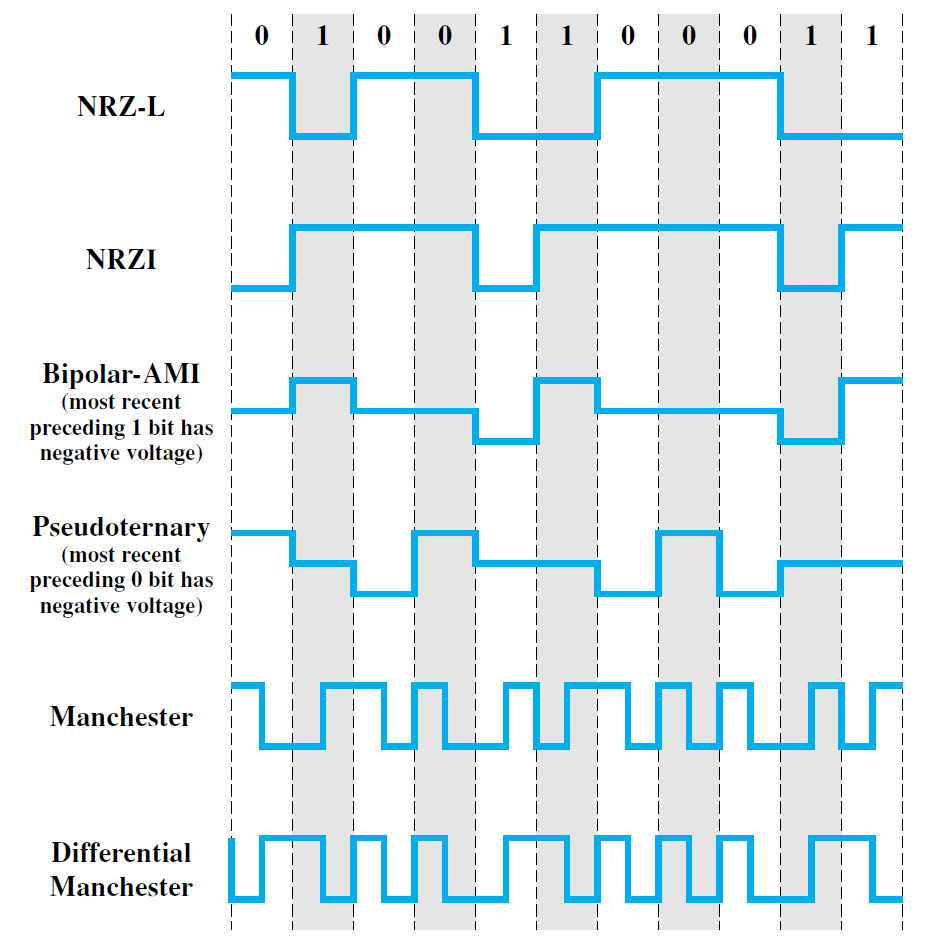 0 1 0 0 1 1 0 0 0 1 1
NRZ-L
NRZI
Bipolar-AMI
(most recent
preceding 1 bit has
negative voltage)
Pseudoternary
(most recent
preceding 0 bit has
negative voltage)
Manchester
Differential
Manchester